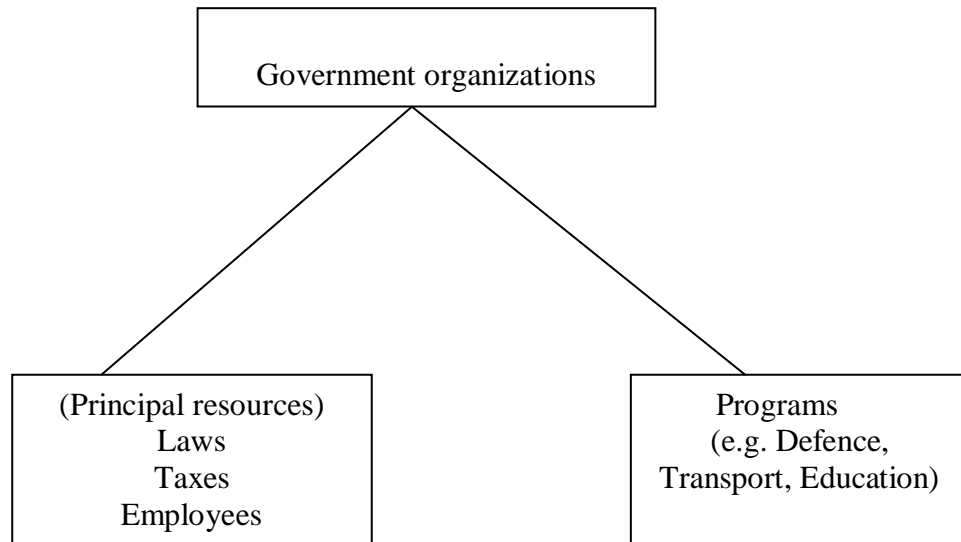 Government organizations
(Principal resources)
Laws
Taxes
Employees
Programs
(e.g. Defence,
Transport, Education)